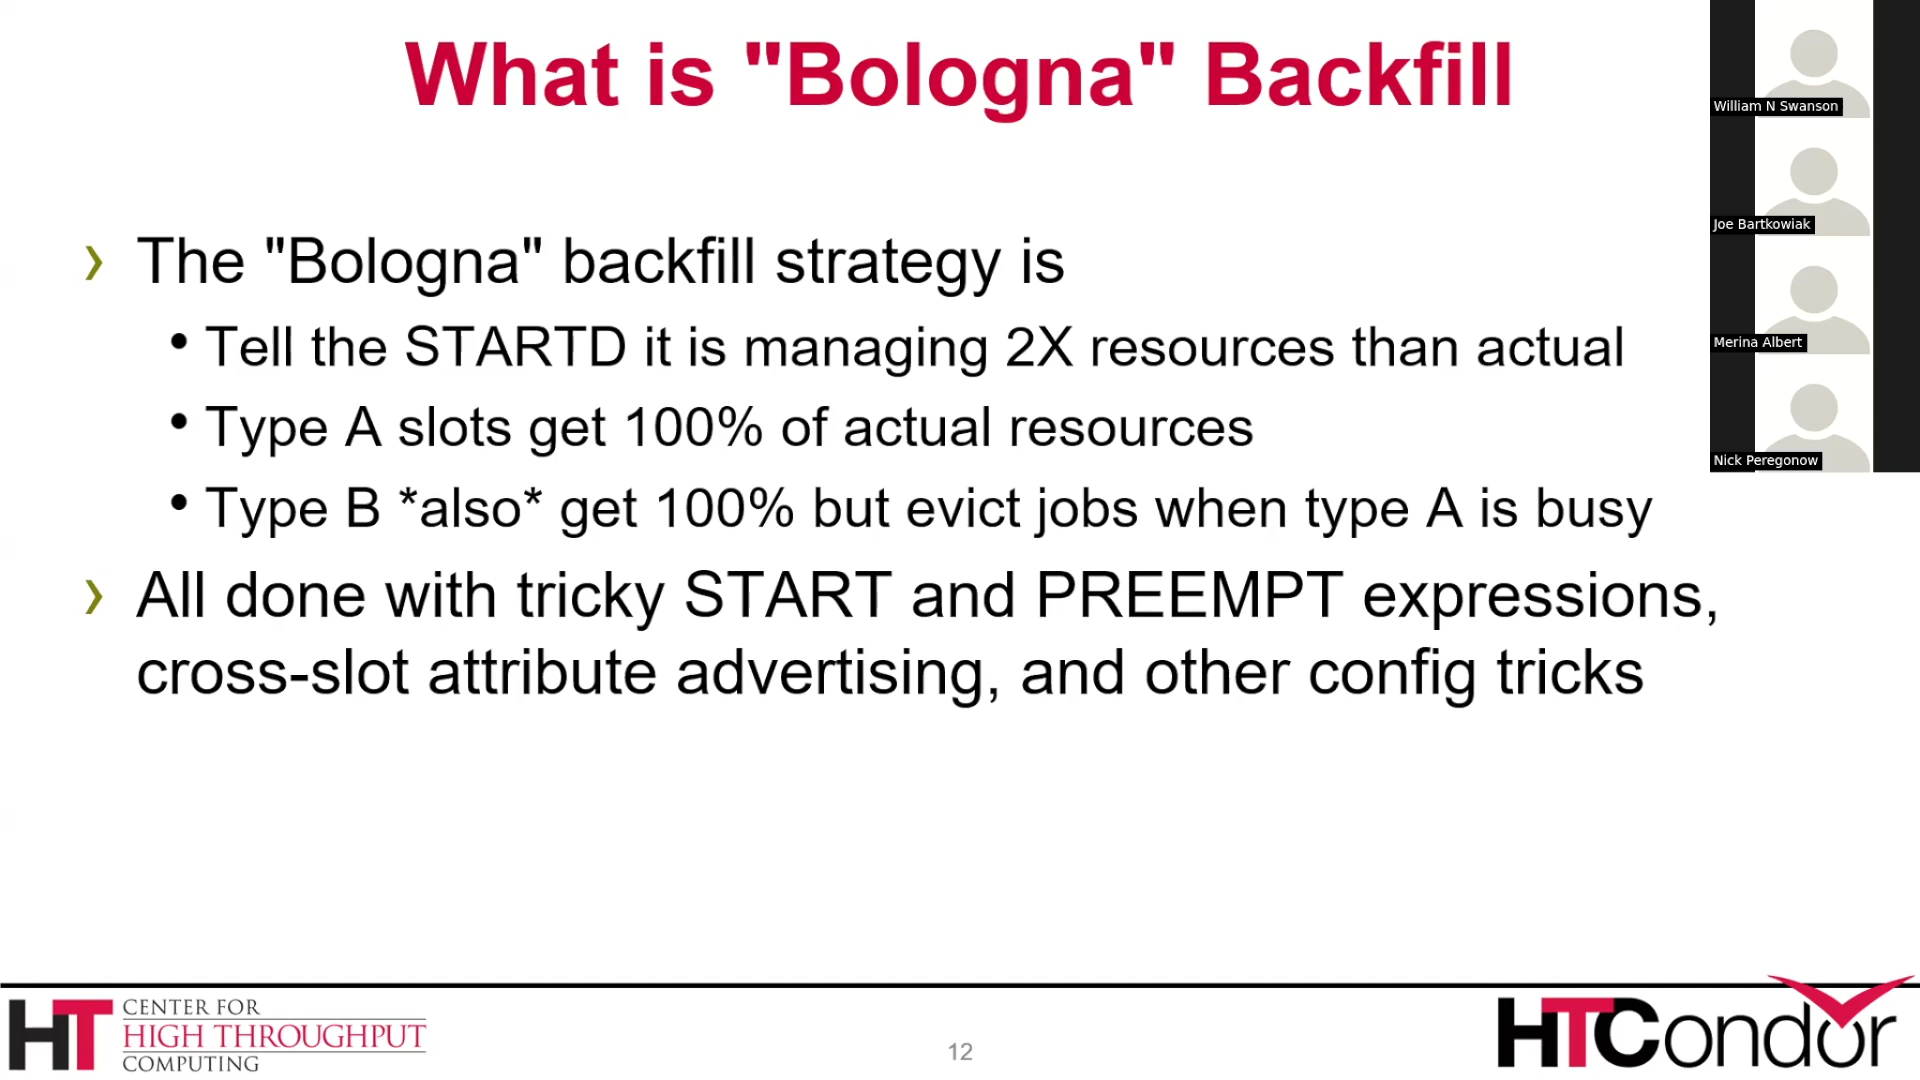 What is "Bologna" Backfill
William N Swanson
Joe Bartkowiak
Merina Albert
Nick Peregonow
› The "Bologna" backfill strategy is
• Tell the STARTD it is managing 2X resources than actual
• Type A slots get 100% of actual resources
• Type B *also* get 100% but evict jobs when type A is busy
› All done with tricky START and PREEMPT expressions,
cross-slot attribute advertising, and other config tricks
HT
CENTER FOR
HIGH THROUGHPUT
COMPUTING
12
HTCondor